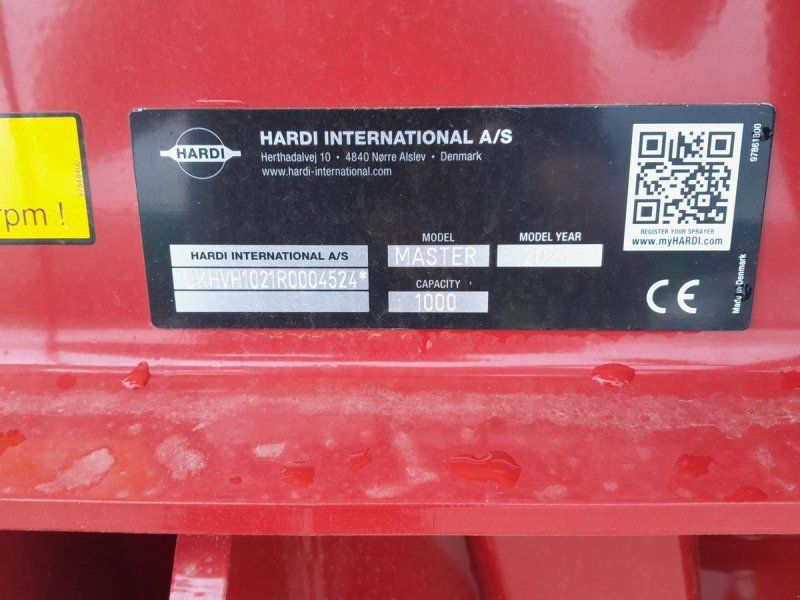 rpm !
HARDI
HARDI INTERNATIONAL A/S
Herthadalvej 10 • 4840 Nørre Alslev • Denmark
www.hardi-international.com
HARDI INTERNATIONAL A/S
MODEL
MASTER
MODEL YEAR
2024
CAPACITY
1000
REGISTER YOUR SPRAYER
www.myHARDI.com
CE
Made in Denmark
97861800